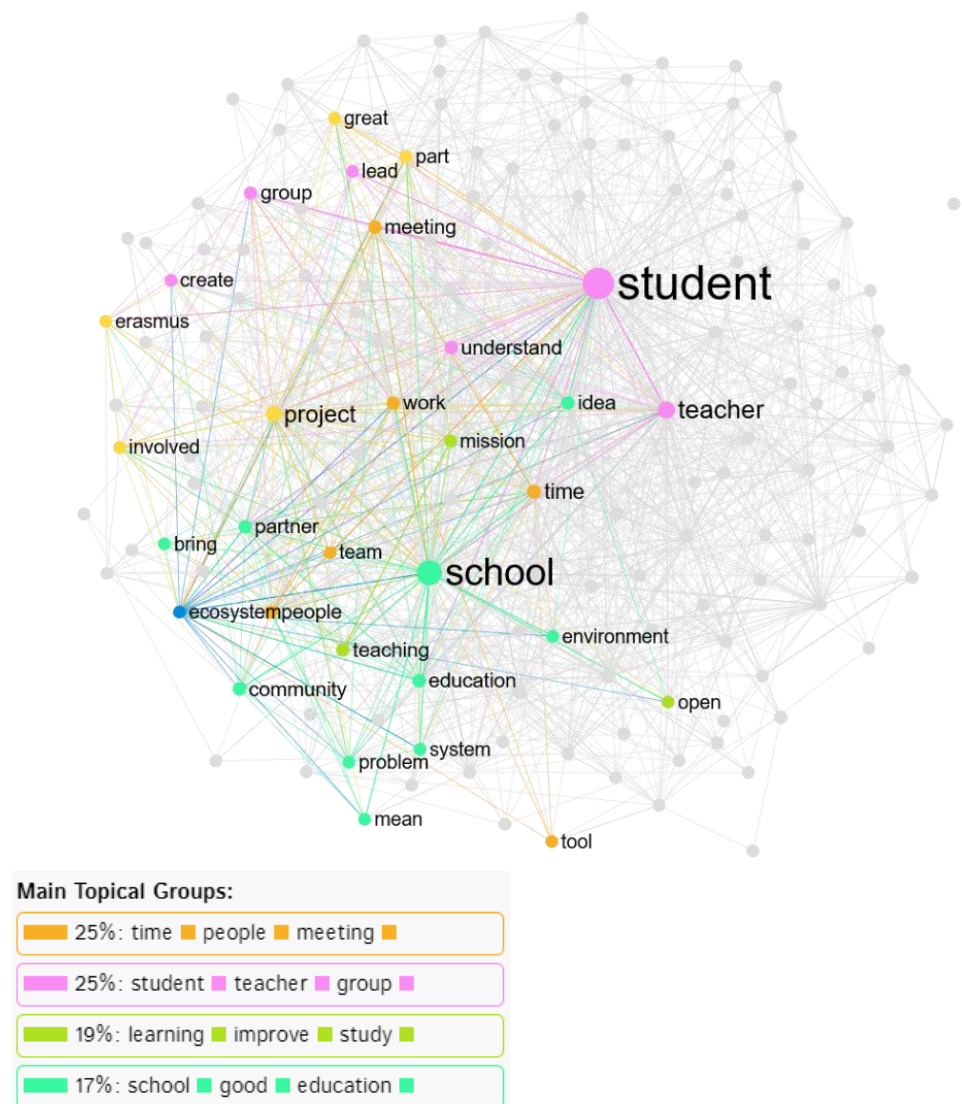 great
part
lead
group
meeting
student
create
erasmus
understand
project
work
idea
teacher
involved
mission
time
partner
bring
team
school
ecosystem
people
environment
teaching
education
community
open
system
problem
mean
tool
Main Topical Groups:
25%: time people meeting
25%: student teacher group
19%: learning improve study
17%: school good education